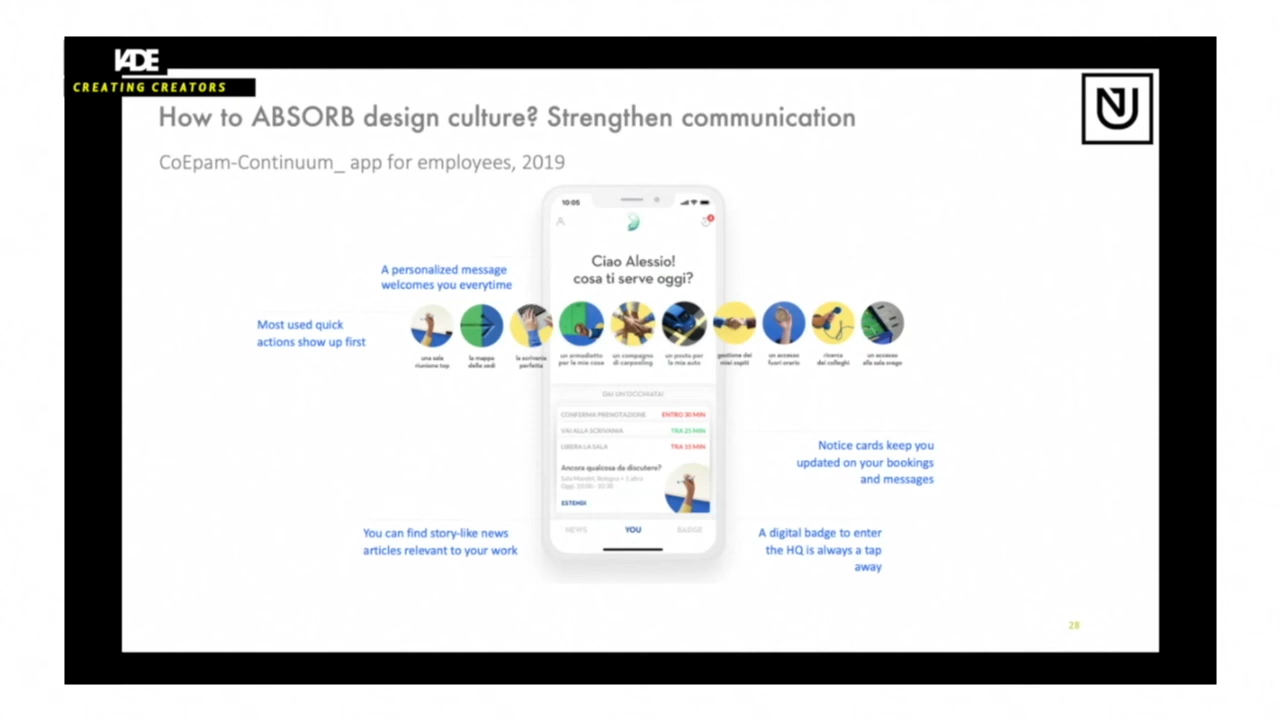 IADE
CREATING CREATORS
How to ABSORB design culture? Strengthen communication
CoEpam-Continuum_ app for employees, 2019
10:05
Ciao Alessio!
cosa ti serve oggi?
A personalized message
welcomes you everytime
Most used quick
actions show up first
una sala
riunione top
la mappa
delle sedi
la scrivania
perfetta
un armadietto
per le mie cose
un compagno
di carpooling
un posto per
la mia auto
gestione dei
miei ospiti
un accesso
fuori orario
ricerca
dei colleghi
un accesso
alla sala
DAI UN'OCCHIATA!
CONFERMA PRENOTAZIONE ENTRO 30 MIN
VAI ALLA SCRIVANIA TRA 25 MIN
LIBERA LA SALA TRA 15 MIN
Ancora qualcosa da discutere?
Sala Bologna
Oggi, 10:00 - 10:30
ESTENDI
NEWS YOU BADGE
Notice cards keep you
updated on your bookings
and messages
You can find story-like news
articles relevant to your work
A digital badge to enter
the HQ is always a tap
away
28